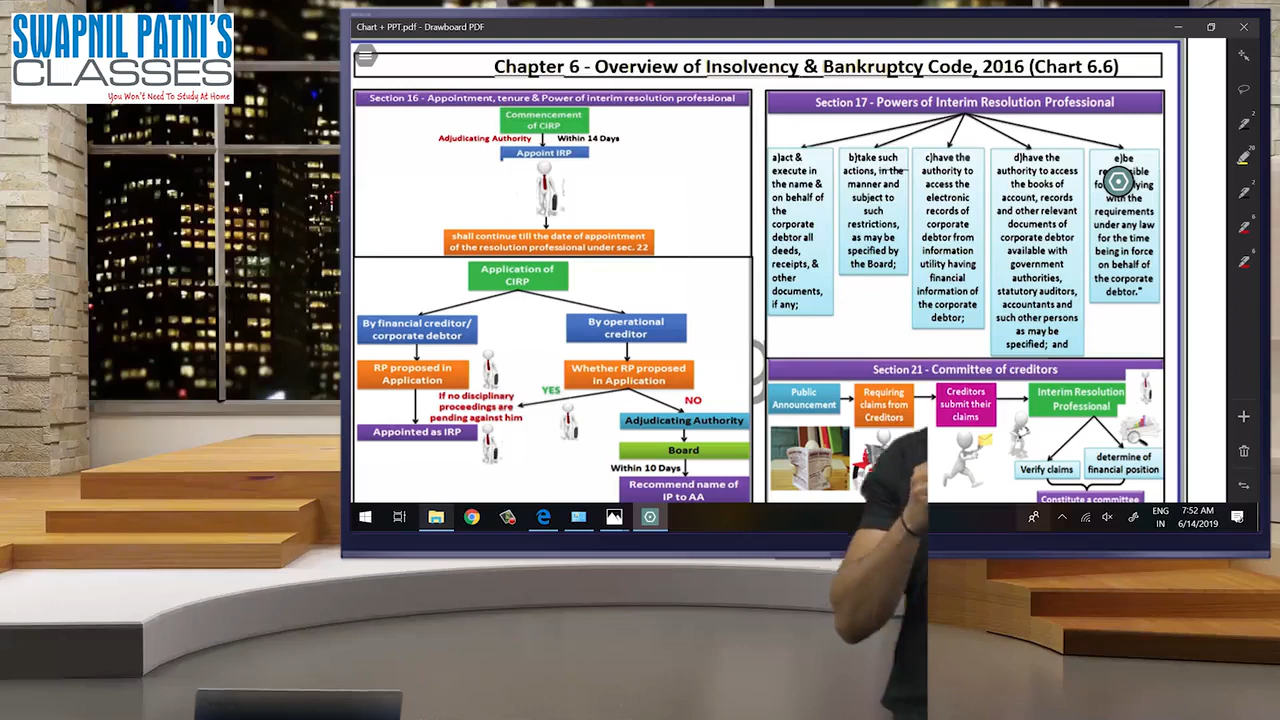 SWAPNIL PATNI'S
CLASSES
You Won't Need To Study At Home
Chart + PPT.pdf - Drawboard PDF
Chapter 6 - Overview of Insolvency & Bankruptcy Code, 2016 (Chart 6.6)
Section 16 - Appointment, tenure & Power of Interim resolution professional
Commencement
of CIRP
Adjudicating Authority
Within 14 Days
Appoint IRP
shall continue till the date of appointment
of the resolution professional under sec. 22
Application of
CIRP
By financial creditor/
corporate debtor
By operational
creditor
RP proposed in
Application
Whether RP proposed
in Application
YES
NO
If no disciplinary
proceedings are
pending against him
Appointed as IRP
Adjudicating Authority
Board
Within 10 Days
Recommend name of
IP to AA
Section 17 - Powers of Interim Resolution Professional
a)act &
execute in
the name &
on behalf of
the
corporate
debtor all
deeds,
receipts, &
other
documents,
if any;
b)take such
actions, in the
manner and
subject to
such
restrictions,
as may be
specified by
the Board;
c)have the
authority to
access the
electronic
records of
corporate
debtor from
information
utility having
financial
information of
the corporate
debtor;
d)have the
authority to
access the
books of
account, records
and other relevant
documents of
corporate debtor
available with
government
authorities,
statutory auditors,
accountants and
such other persons
as may be
specified; and
e)be
with the
requirements
under any law
for the time
being in force
on behalf of
the corporate
debtor."
Section 21 - Committee of creditors
Public
Announcement
Requiring
claims from
Creditors
Creditors
submit their
claims
Interim Resolution
Professional
Verify claims
determine of
financial position
Constitute a committee
ENG
IN
7:52 AM
6/14/2019